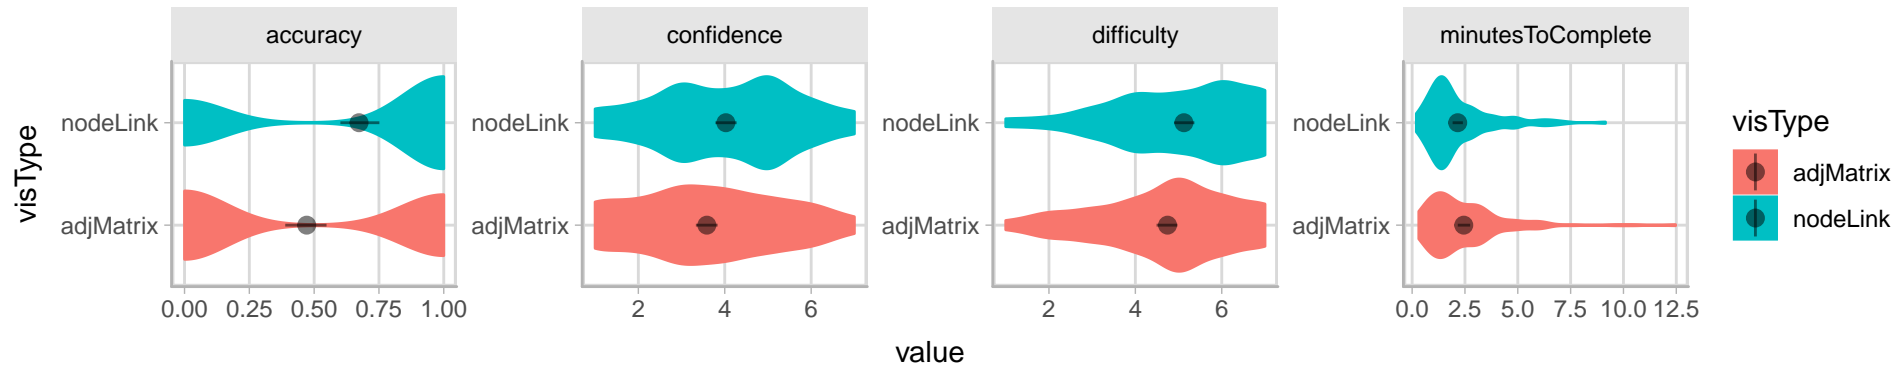 accuracy
confidence
difficulty
minutesToComplete
visType
nodeLink
adjMatrix
nodeLink
adjMatrix
nodeLink
adjMatrix
nodeLink
adjMatrix
0.00 0.25 0.50 0.75 1.00
2 4 6
2 4 6
0.0 2.5 5.0 7.5 10.0 12.5
value
visType
adjMatrix
nodeLink